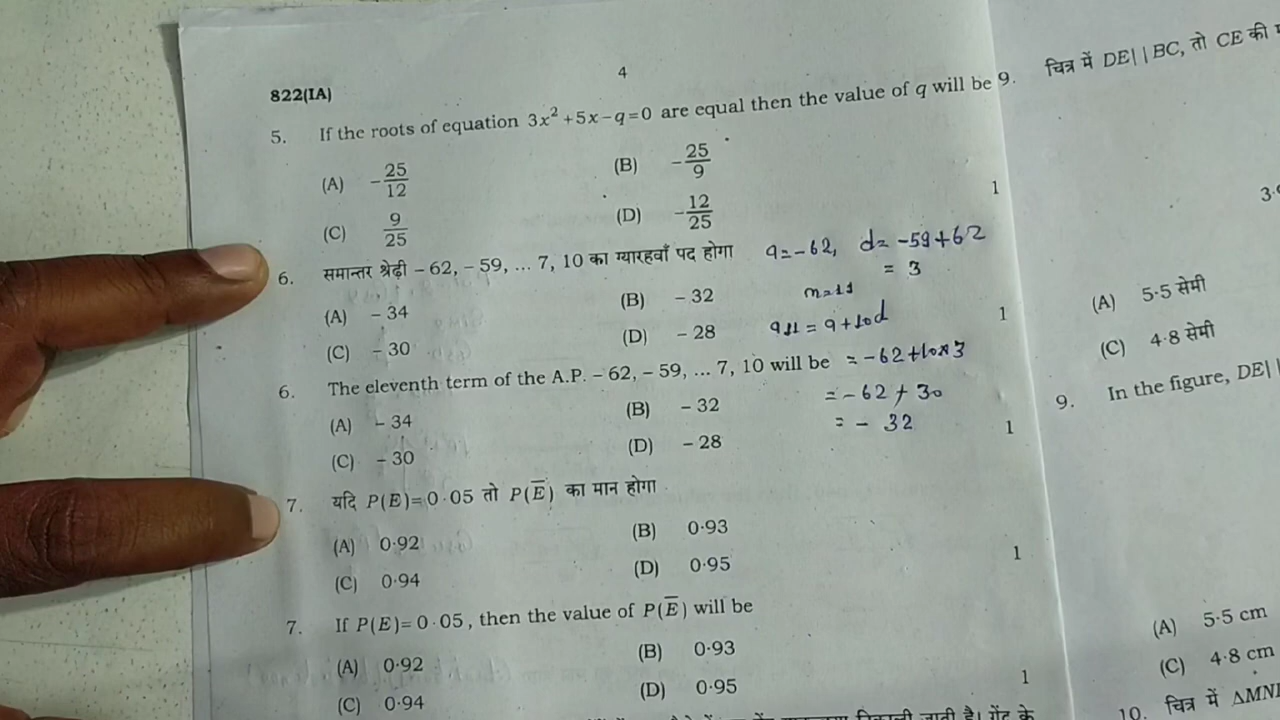 4
822(IA)
5. If the roots of equation 3x² + 5x – q = 0 are equal then the value of q will be
(A) –25/12 (B) –25/9
(C) 9/25 (D) –12/25
1
6. समान्तर श्रेढ़ी – 62, – 59, ... 7, 10 का ग्यारहवाँ पद होगा
(A) – 34 (B) – 32
(C) – 30 (D) – 28
1
a = -62, d = -59+62
= 3
n = 11
a11 = a + 10d
= -62+10×3
= -62 + 30
= - 32
6. The eleventh term of the A.P. – 62, – 59, ... 7, 10 will be
(A) – 34 (B) – 32
(C) – 30 (D) – 28
1
7. यदि P(E)= 0·05 तो P(E̅) का मान होगा
(A) 0·92 (B) 0·93
(C) 0·94 (D) 0·95
1
7. If P(E)= 0·05, then the value of P(E̅) will be
(A) 0·92 (B) 0·93
(C) 0·94 (D) 0·95
1
9. चित्र में DE| | BC, तो CE की
(A) 5·5 सेमी
(C) 4·8 सेमी
9. In the figure, DE|
(A) 5·5 cm
(C) 4·8 cm
10. चित्र में